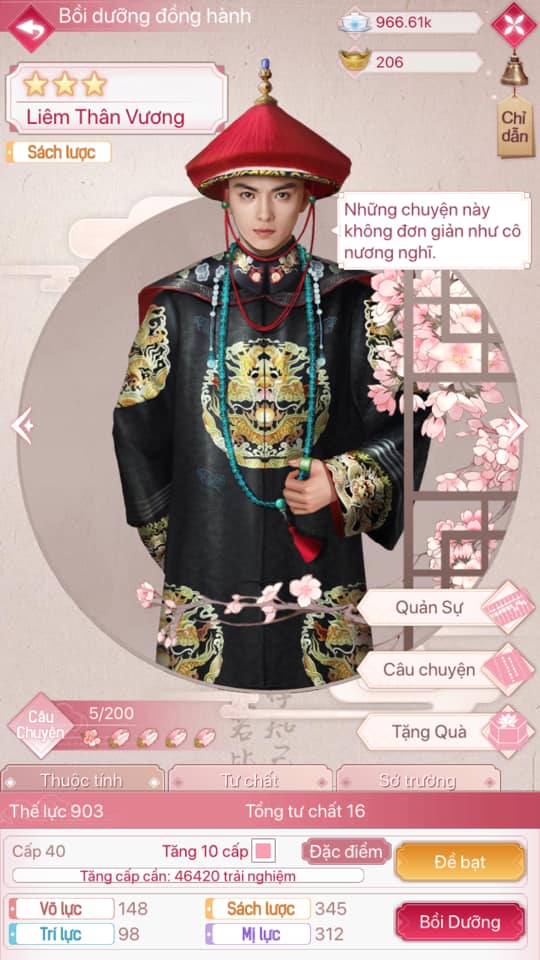 Bồi dưỡng đồng hành
966.61k
206
Chỉ
dẫn
Liêm Thân Vương
Sách lược
Những chuyện này
không đơn giản như cô
nương nghĩ.
Quản Sự
Câu chuyện
Tặng Quà
Câu
Chuyện
5/200
Thuộc tính
Tư chất
Sở trường
Thế lực 903
Tổng tư chất 16
Cấp 40
Tăng 10 cấp
Đặc điểm
Đề bạt
Tăng cấp cần: 46420 trải nghiệm
Võ lực 148
Sách lược 345
Bồi Dưỡng
Trí lực 98
Mị lực 312